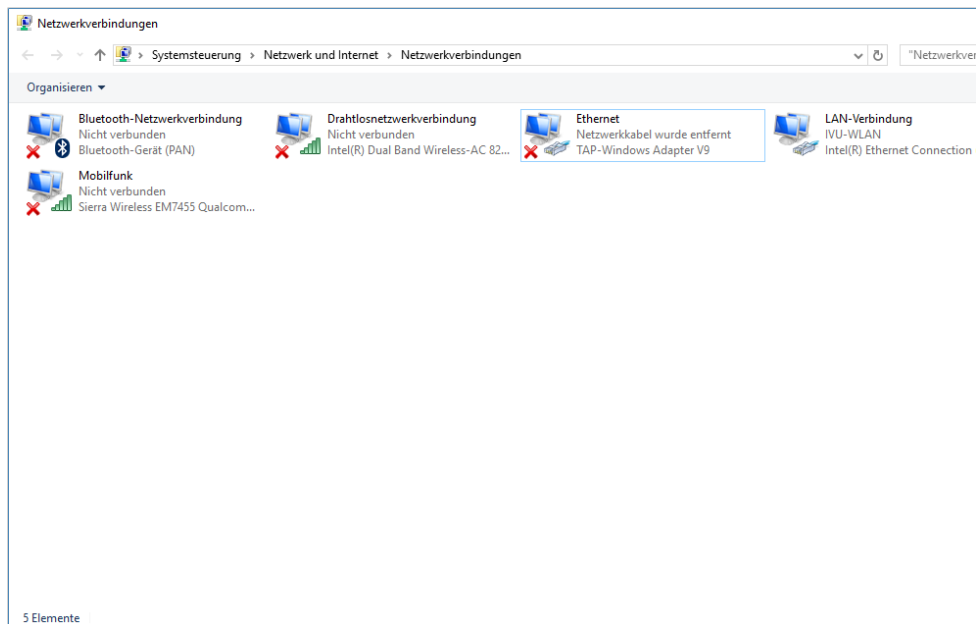 Netzwerkverbindungen
Systemsteuerung > Netzwerk und Internet > Netzwerkverbindungen
"Netzwerkver
Organisieren
Bluetooth-Netzwerkverbindung
Nicht verbunden
Bluetooth-Gerät (PAN)
Drahtlosnetzwerkverbindung
Nicht verbunden
Intel(R) Dual Band Wireless-AC 82...
Ethernet
Netzwerkkabel wurde entfernt
TAP-Windows Adapter V9
LAN-Verbindung
IVU-WLAN
Intel(R) Ethernet Connection
Mobilfunk
Nicht verbunden
Sierra Wireless EM7455 Qualcom...
5 Elemente